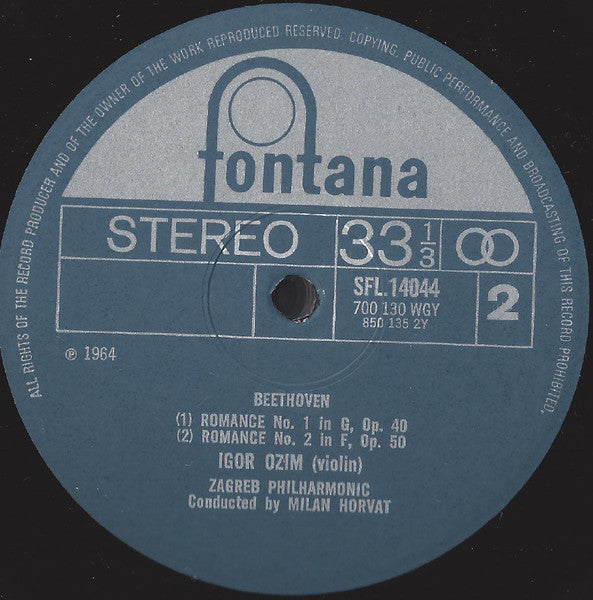 ALL RIGHTS OF THE RECORD PRODUCER AND OF THE OWNER OF THE WORK REPRODUCED RESERVED. COPYING, PUBLIC PERFORMANCE AND BROADCASTING OF THIS RECORD PROHIBITED.
fontana
STEREO 33 1/3
SFL.14044 2
700 130 WGY
850 135 2Y
℗ 1964
BEETHOVEN
(1) ROMANCE No. 1 in G, Op. 40
(2) ROMANCE No. 2 in F, Op. 50
IGOR OZIM (violin)
ZAGREB PHILHARMONIC
Conducted by MILAN HORVAT